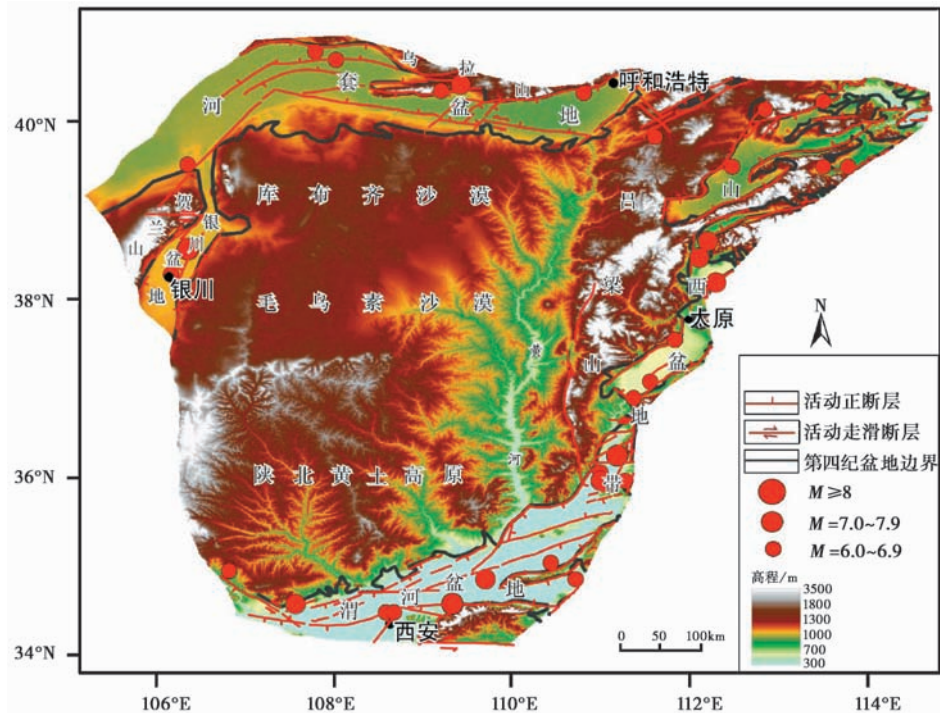 40°N
38°N
36°N
34°N
106°E
108°E
110°E
112°E
114°E
河套盆地
乌拉山
呼和浩特
贺兰山
银川盆地
银川
库布齐沙漠
毛乌素沙漠
陕北黄土高原
黄河
吕梁山
山西盆地带
太原
渭河盆地
西安
N
0 50 100km
活动正断层
活动走滑断层
第四纪盆地边界
M≥8
M=7.0~7.9
M=6.0~6.9
高程/m
3500
1800
1300
1000
700
300